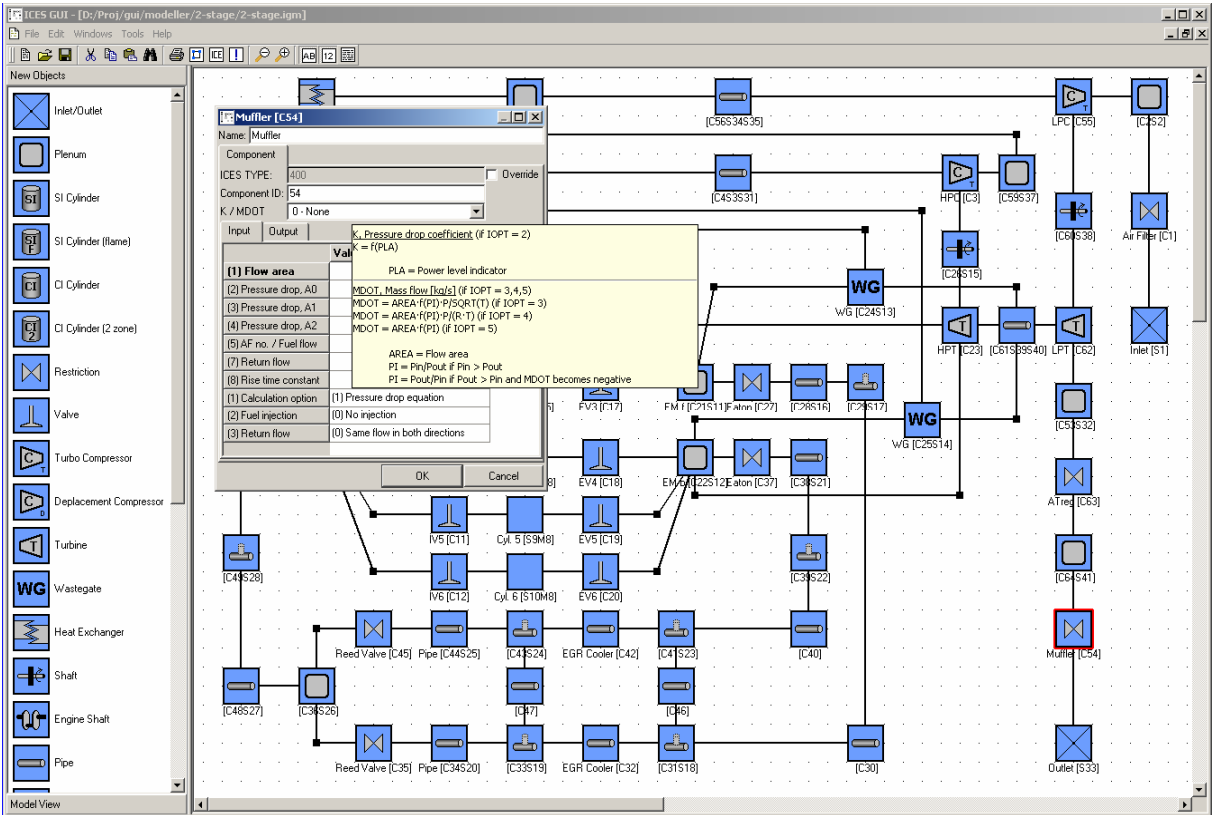 ICES GUI - [D:/Proj/gui/modeller/2-stage/2-stage.igm]
File Edit Windows Tools Help
ICE ! AB 12
New Objects
Inlet/Outlet
Plenum
SI SI Cylinder
SI F SI Cylinder (flame)
CI CI Cylinder
CI 2 CI Cylinder (2 zone)
Restriction
Valve
C T Turbo Compressor
C D Deplacement Compressor
T Turbine
WG Wastegate
Heat Exchanger
Shaft
Engine Shaft
Pipe
Model View
Muffler [C54]
Name: Muffler
Component
ICES TYPE: 400 Override
Component ID: 54
K / MDOT 0 - None
Input Output
(1) Flow area
(2) Pressure drop, A0
(3) Pressure drop, A1
(4) Pressure drop, A2
(5) AF no. / Fuel flow
(7) Return flow
(8) Rise time constant
(1) Calculation option (1) Pressure drop equation
(2) Fuel injection (0) No injection
(3) Return flow (0) Same flow in both directions
OK Cancel
K, Pressure drop coefficient (if IOPT = 2)
K = f(PLA)
PLA = Power level indicator
MDOT, Mass flow [kg/s] (if IOPT = 3,4,5)
MDOT = AREA·f(PI)·P/SQRT(T) (if IOPT = 3)
MDOT = AREA·f(PI)·P/(R·T) (if IOPT = 4)
MDOT = AREA·f(PI) (if IOPT = 5)
AREA = Flow area
PI = Pin/Pout if Pin > Pout
PI = Pout/Pin if Pout > Pin and MDOT becomes negative
[C56S34S35]
C T
LPC [C55]
[C2S2]
[C4S3S31]
C T
HPC [C3]
[C59S37]
[C60S38]
Air Filter [C1]
[C26S15]
WG
WG [C24S13]
T
HPT [C23]
[C61S39S40]
T
LPT [C62]
Inlet [S1]
EV3 [C17]
EM f [C21S11]
Eaton [C27]
[C28S16]
[C29S17]
WG
WG [C25S14]
[C53S32]
EV4 [C18]
[C22S12]
Eaton [C37]
[C38S21]
ATreg [C63]
IV5 [C11]
Cyl. 5 [S9M8]
EV5 [C19]
[C49S28]
[C39S22]
[C64S41]
IV6 [C12]
Cyl. 6 [S10M8]
EV6 [C20]
Reed Valve [C45]
Pipe [C44S25]
[C43S24]
EGR Cooler [C42]
[C41S23]
[C40]
Muffler [C54]
[C48S27]
[C36S26]
[C47]
[C46]
Reed Valve [C35]
Pipe [C34S20]
[C33S19]
EGR Cooler [C32]
[C31S18]
[C30]
Outlet [S33]